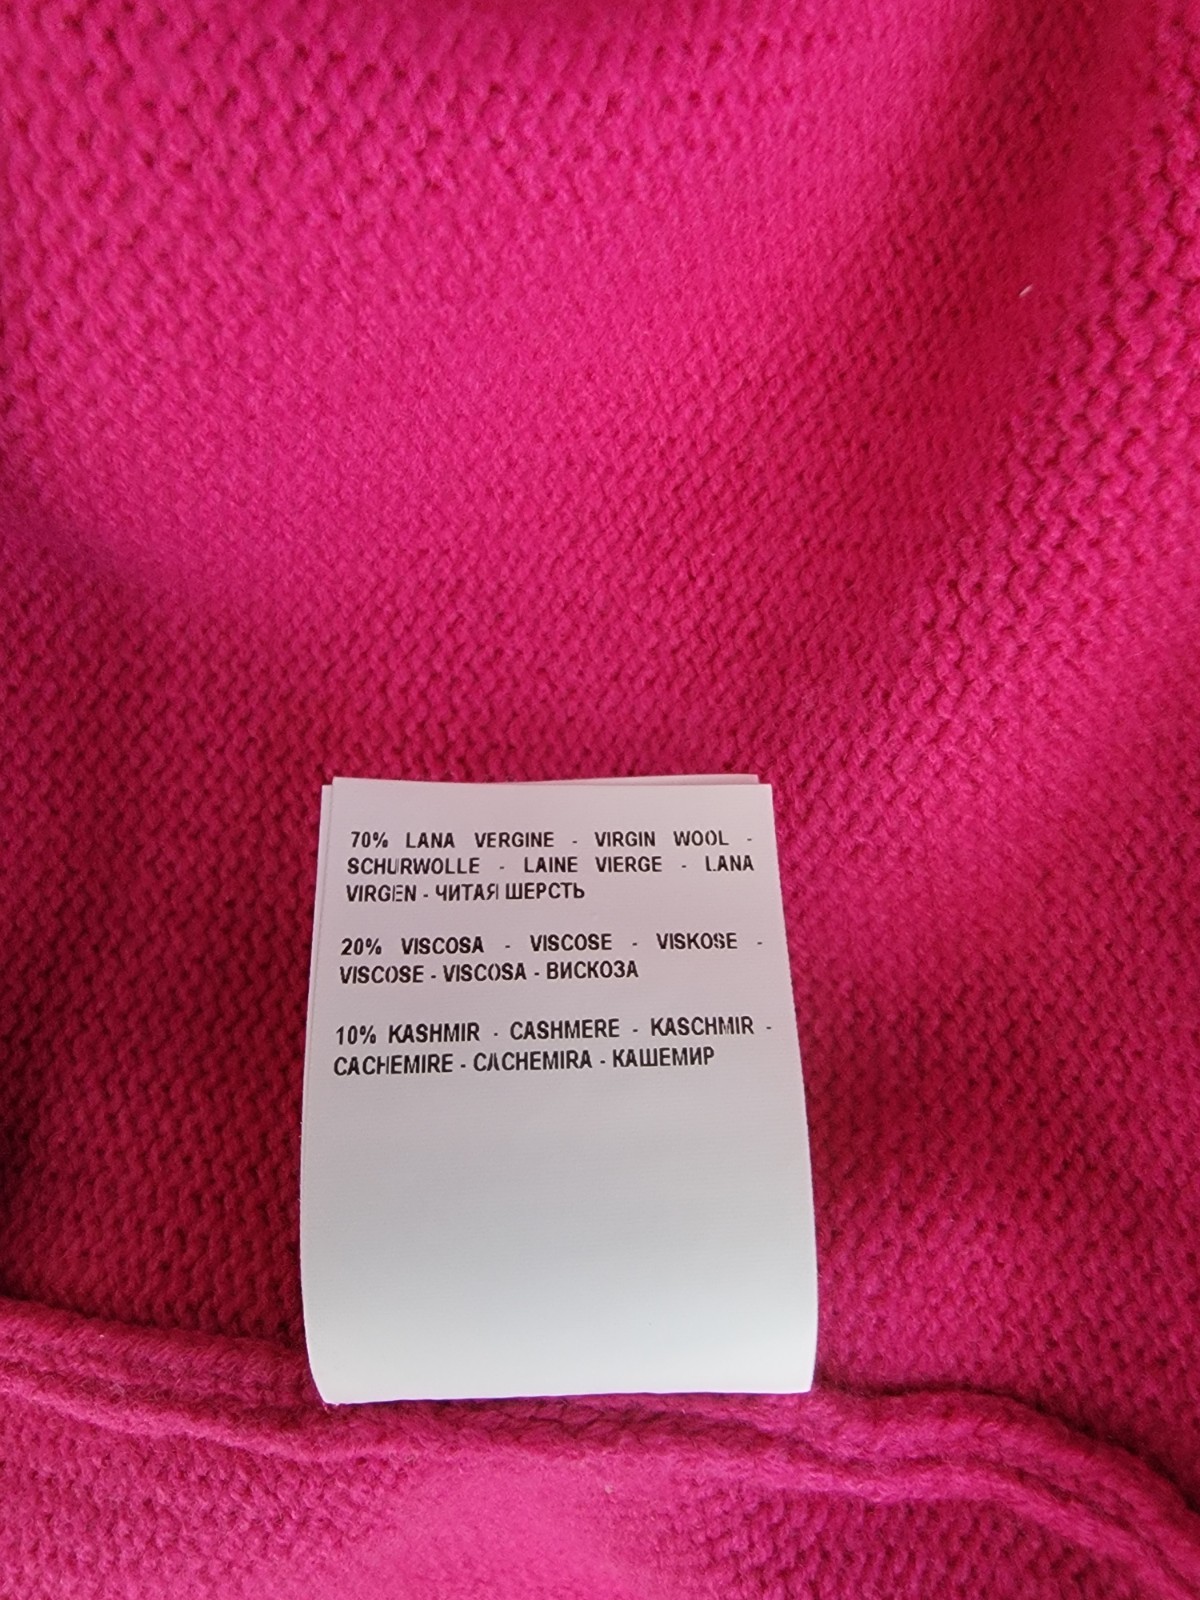 70% LANA VERGINE - VIRGIN WOOL -
SCHURWOLLE - LAINE VIERGE - LANA
VIRGEN - ЧИТАЯ ШЕРСТЬ
20% VISCOSA - VISCOSE - VISKOSE -
VISCOSE - VISCOSA - ВИСКОЗА
10% KASHMIR - CASHMERE - KASCHMIR -
CACHEMIRE - CACHEMIRA - КАШЕМИР